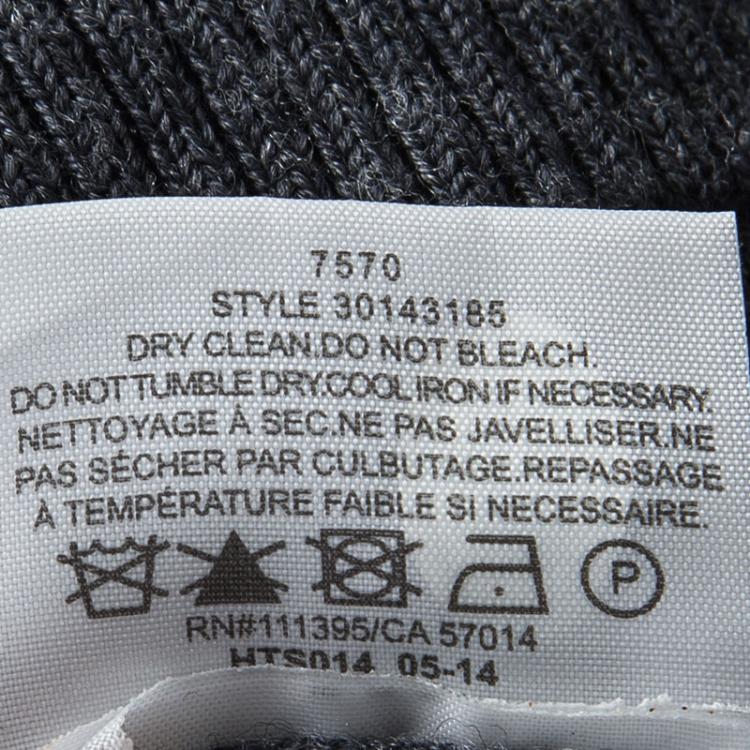 7570
STYLE 30143185
DRY CLEAN.DO NOT BLEACH.
DO NOT TUMBLE DRY.COOL IRON IF NECESSARY.
NETTOYAGE À SEC.NE PAS JAVELLISER.NE
PAS SÉCHER PAR CULBUTAGE.REPASSAGE
À TEMPÉRATURE FAIBLE SI NECESSAIRE.
P
RN#111395/CA 57014
HTS014 05-14